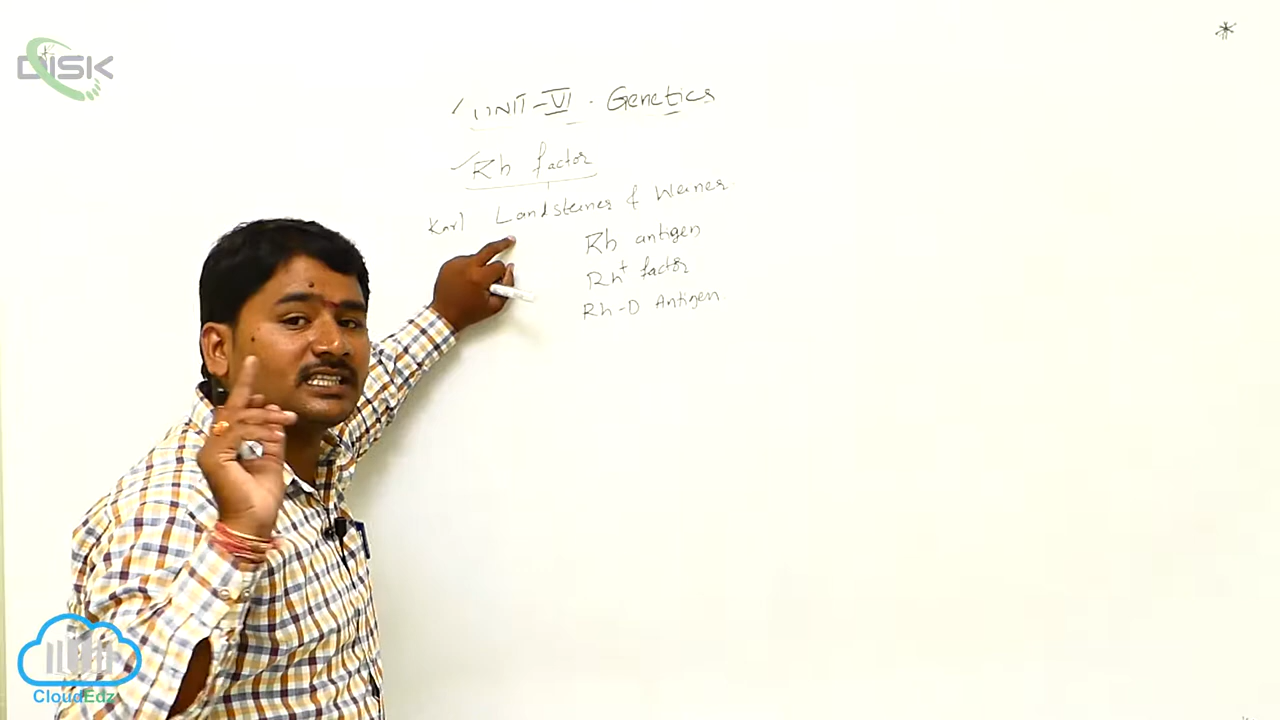 DISK
UNIT-VI. Genetics
Rh factor
Karl Landsteiner & Weiner
Rh antigen
Rh+ factor
Rh-D Antigen
CloudEdz